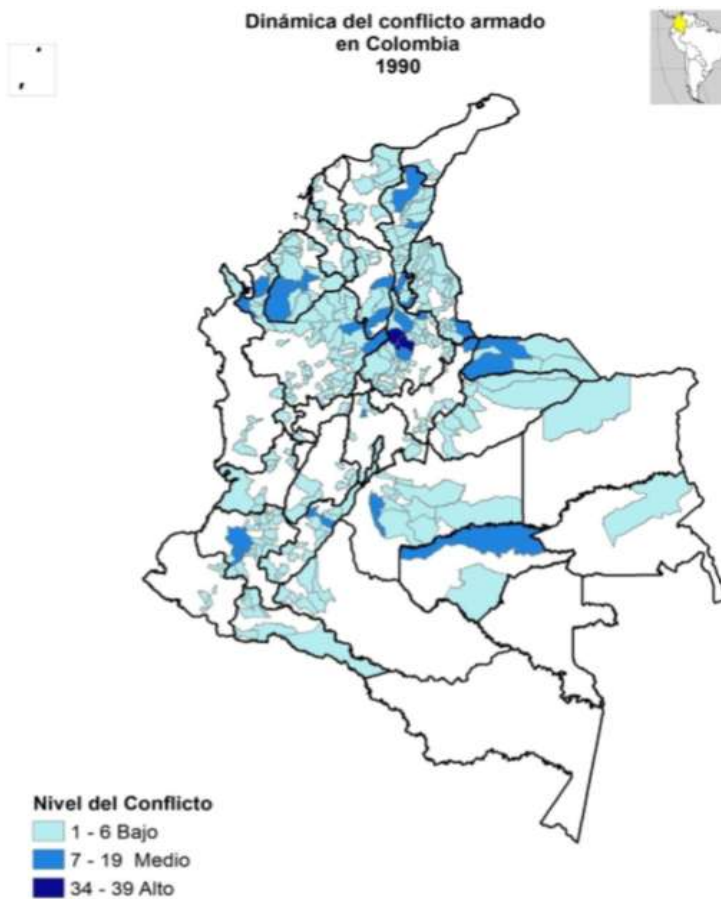 Dinámica del conflicto armado
en Colombia
1990
Nivel del Conflicto
1 - 6 Bajo
7 - 19 Medio
34 - 39 Alto